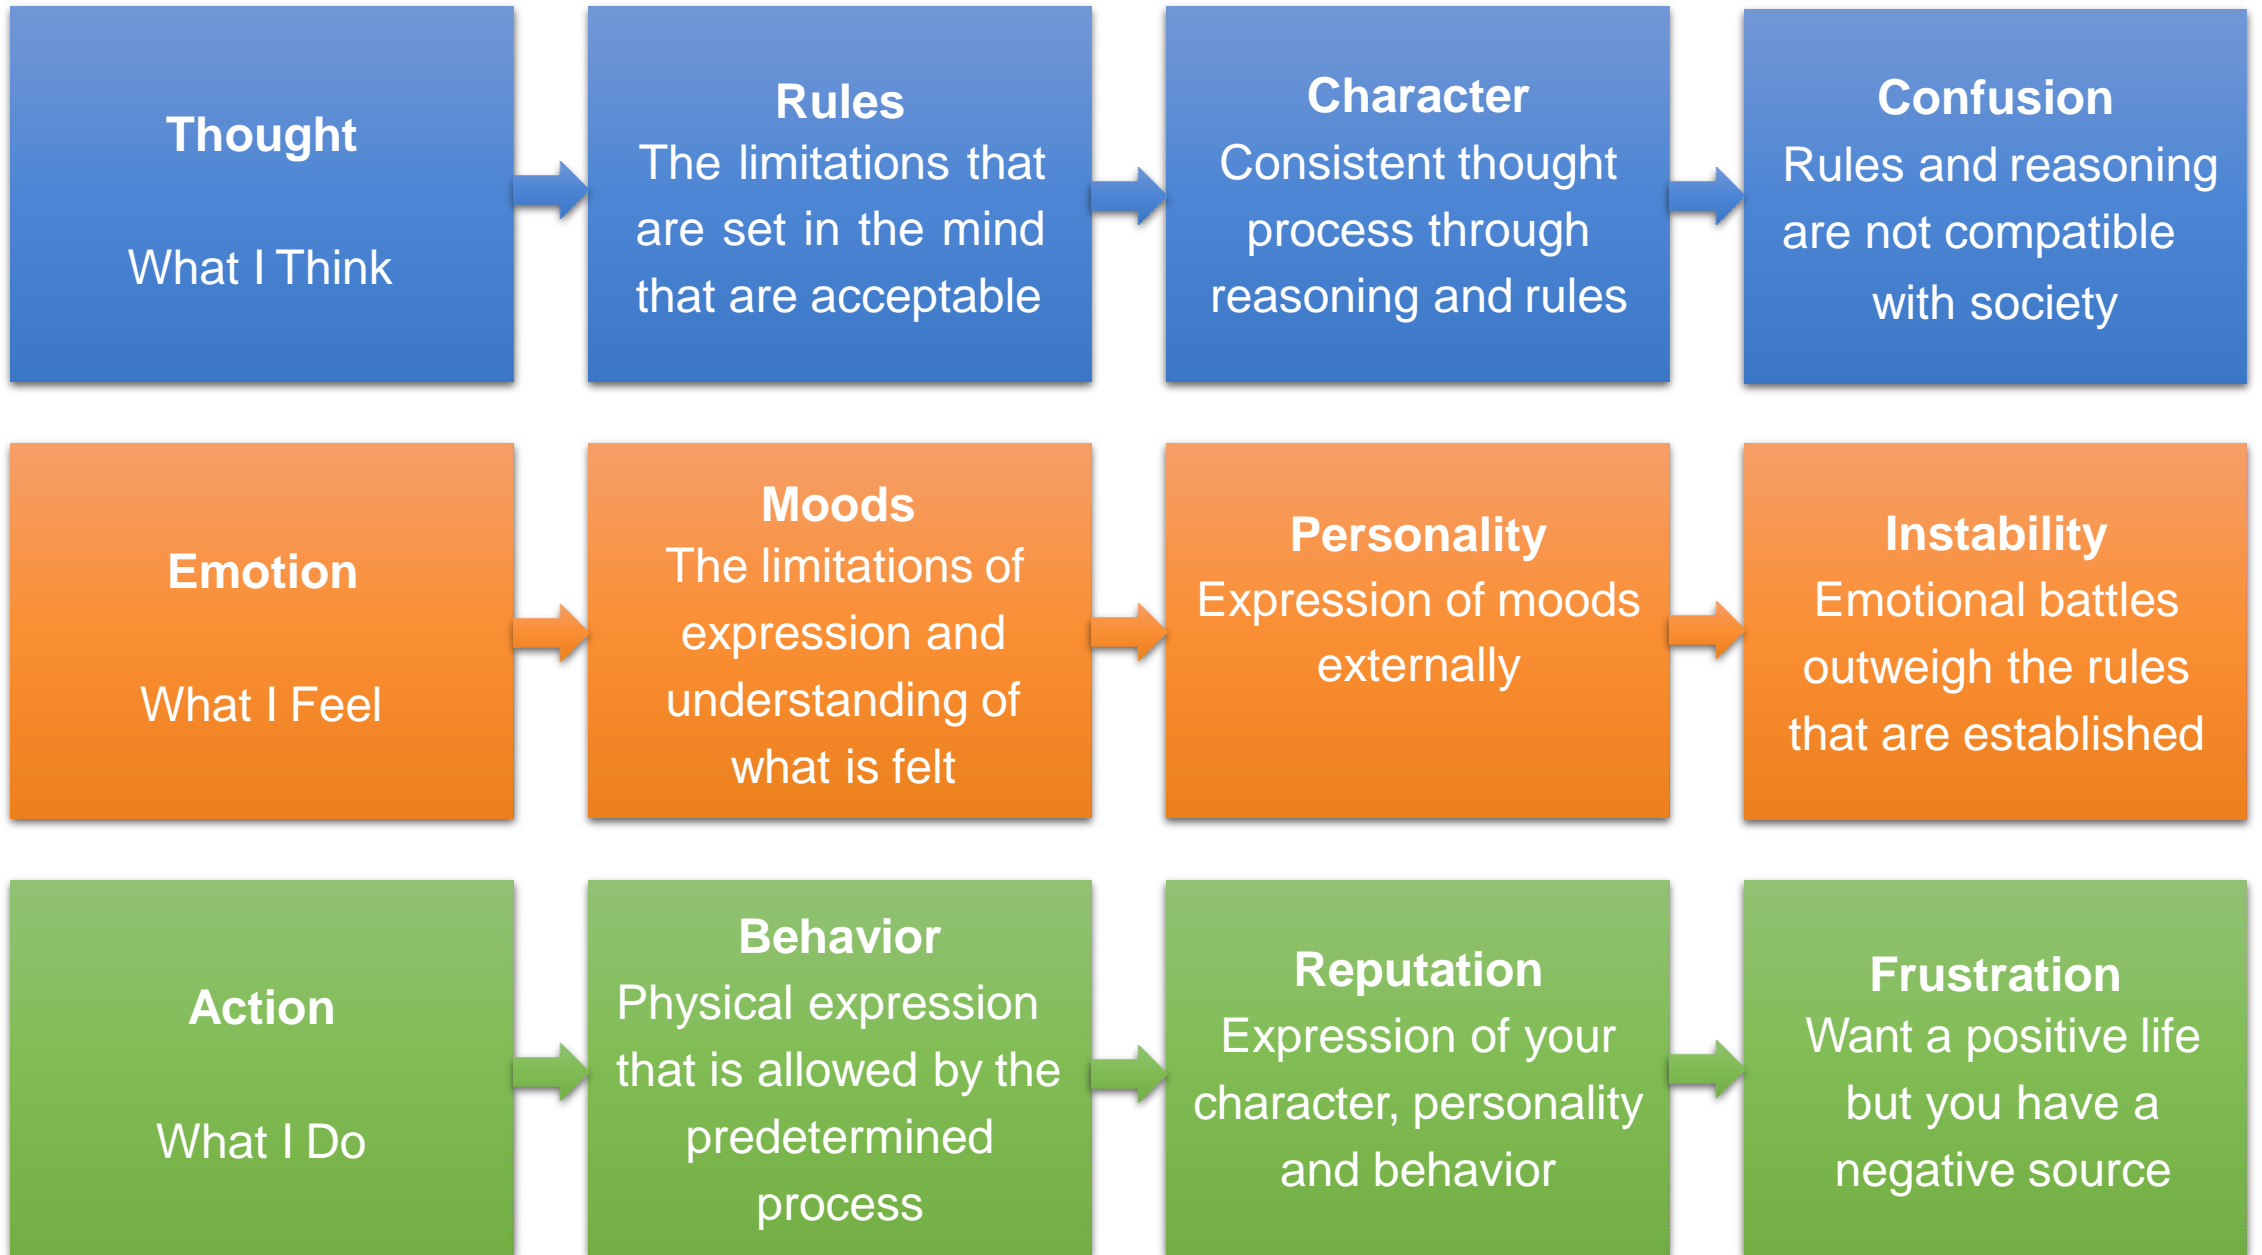 Thought
What I Think
Rules
The limitations that
are set in the mind
that are acceptable
Character
Consistent thought
process through
reasoning and rules
Confusion
Rules and reasoning
are not compatible
with society
Emotion
What I Feel
Moods
The limitations of
expression and
understanding of
what is felt
Personality
Expression of moods
externally
Instability
Emotional battles
outweigh the rules
that are established
Action
What I Do
Behavior
Physical expression
that is allowed by the
predetermined
process
Reputation
Expression of your
character, personality
and behavior
Frustration
Want a positive life
but you have a
negative source